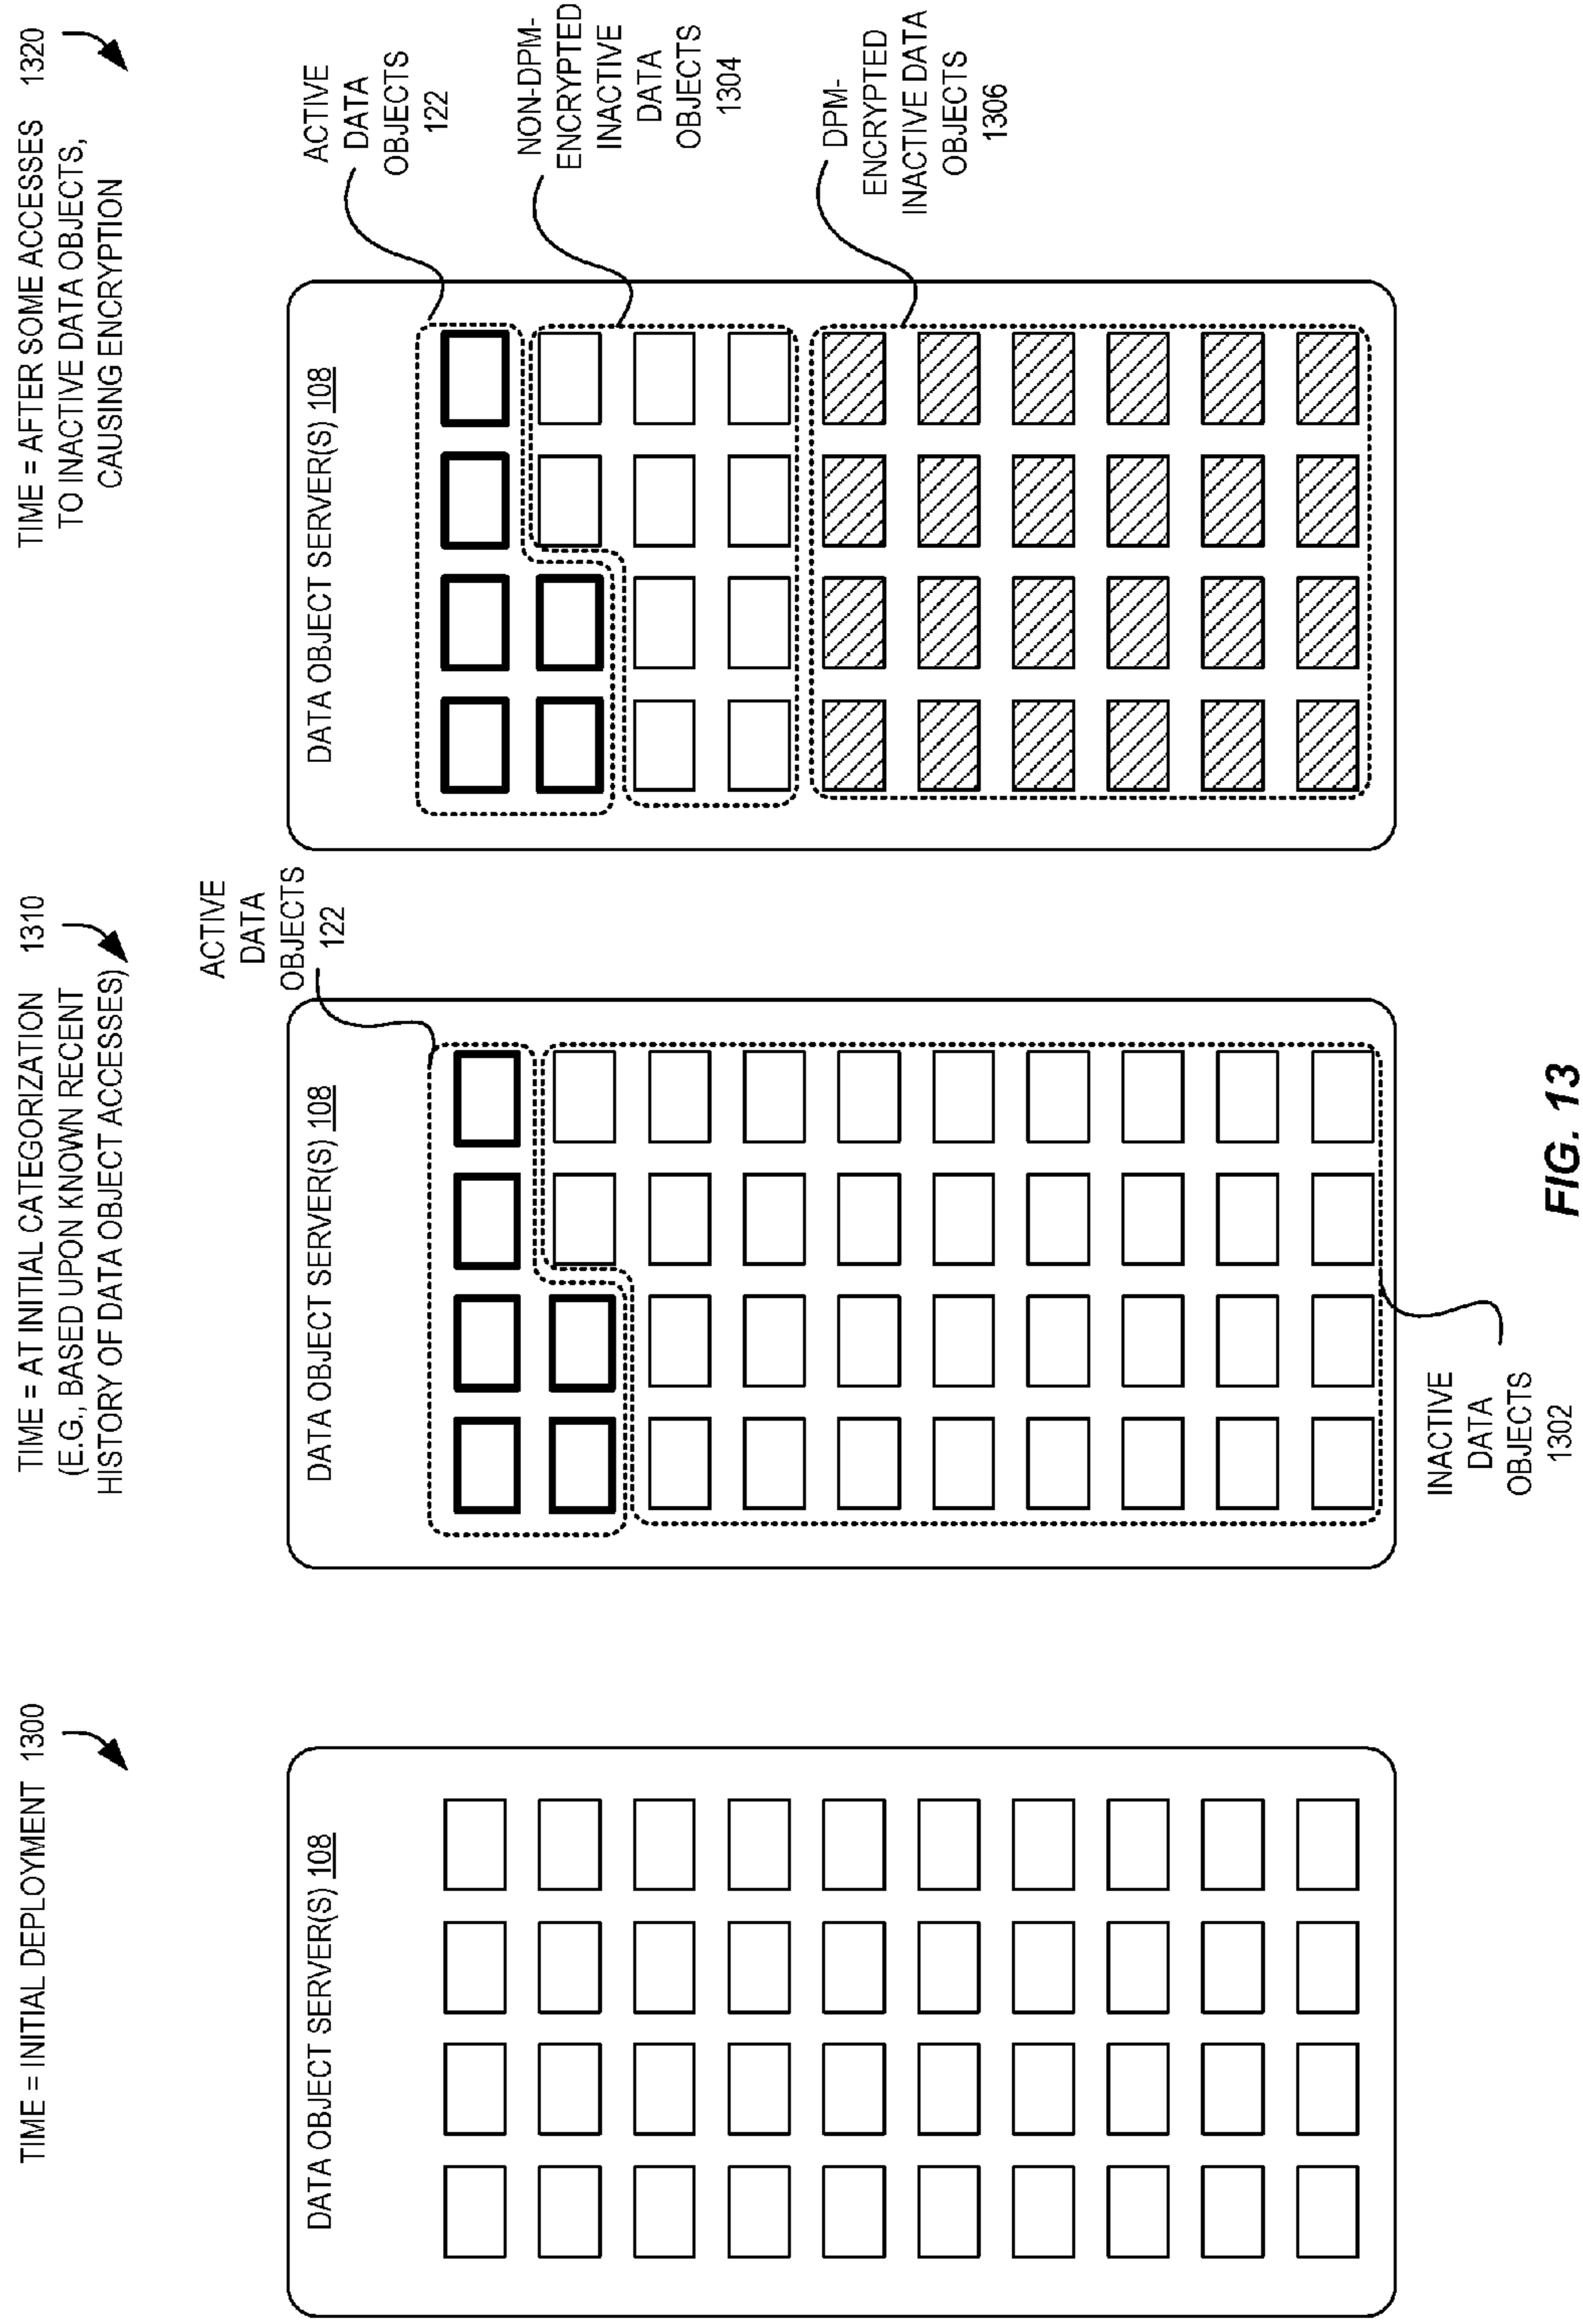 TIME = INITIAL DEPLOYMENT 1300
DATA OBJECT SERVER(S) 108
TIME = AT INITIAL CATEGORIZATION 1310
(E.G., BASED UPON KNOWN RECENT
HISTORY OF DATA OBJECT ACCESSES)
ACTIVE
DATA
OBJECTS
122
DATA OBJECT SERVER(S) 108
INACTIVE
DATA
OBJECTS
1302
TIME = AFTER SOME ACCESSES 1320
TO INACTIVE DATA OBJECTS,
CAUSING ENCRYPTION
DATA OBJECT SERVER(S) 108
ACTIVE
DATA
OBJECTS
122
NON-DPM-
ENCRYPTED
INACTIVE
DATA
OBJECTS
1304
DPM-
ENCRYPTED
INACTIVE DATA
OBJECTS
1306
FIG. 13